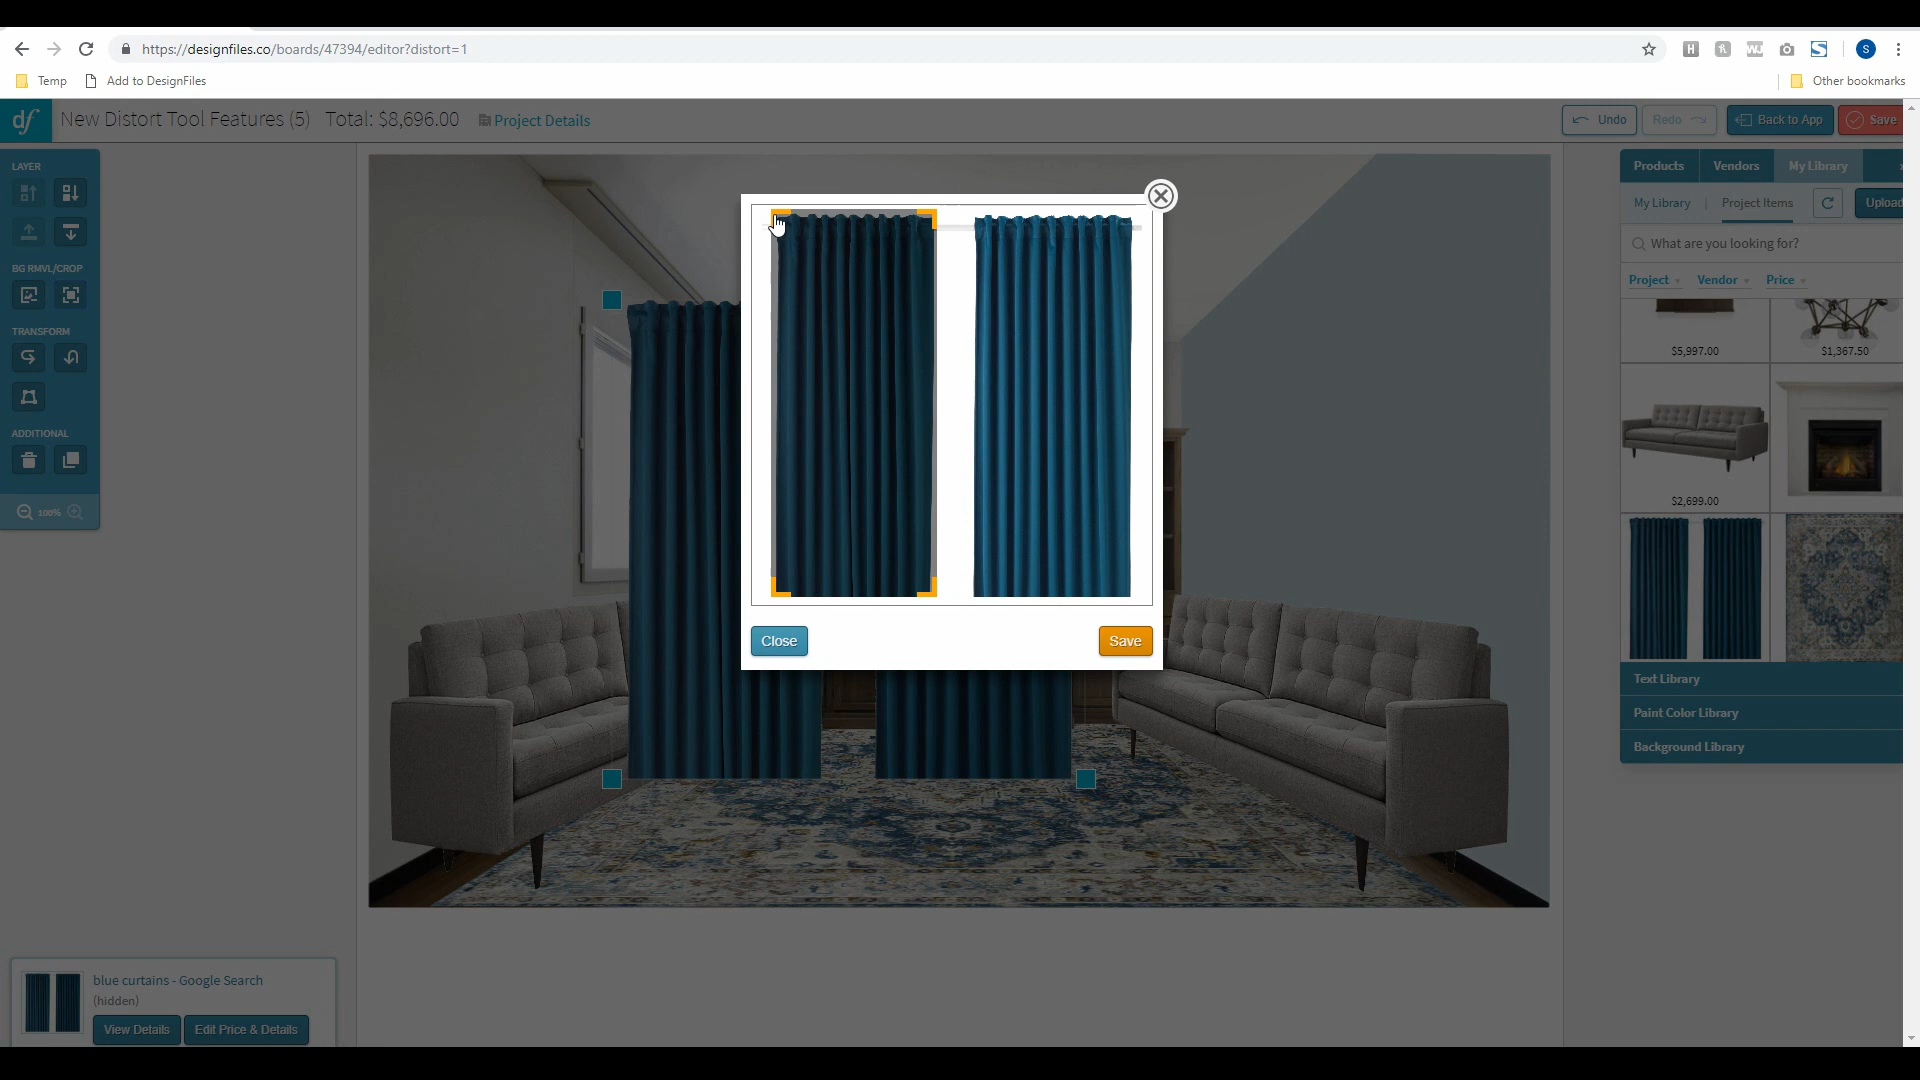 https://designfiles.co/boards/47394/editor?distort=1
H
WJ
S
S
Temp
Add to DesignFiles
Other bookmarks
df
New Distort Tool Features (5)
Total: $8,696.00
Project Details
Undo
Redo
Back to App
Save
LAYER
BG RMVL/CROP
TRANSFORM
ADDITIONAL
100%
Products
Vendors
My Library
My Library
Project Items
Upload
What are you looking for?
Project
Vendor
Price
$5,997.00
$1,367.50
$2,699.00
Text Library
Paint Color Library
Background Library
Close
Save
blue curtains - Google Search
(hidden)
View Details
Edit Price & Details